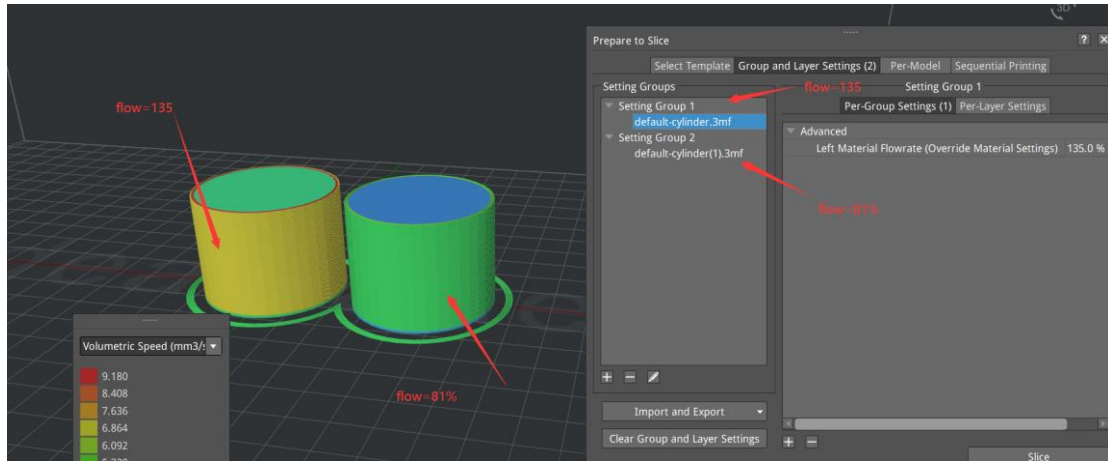 3D
Prepare to Slice
?
Select Template
Group and Layer Settings (2)
Per-Model
Sequential Printing
Setting Groups
flow=135
Setting Group 1
Setting Group 1
default-cylinder.3mf
Setting Group 2
default-cylinder(1).3mf
flow=81%
Per-Group Settings (1)
Per-Layer Settings
Advanced
Left Material Flowrate (Override Material Settings)
135.0 %
Import and Export
Clear Group and Layer Settings
Slice
flow=135
flow=81%
Volumetric Speed (mm3/s
9.180
8.408
7.636
6.864
6.092